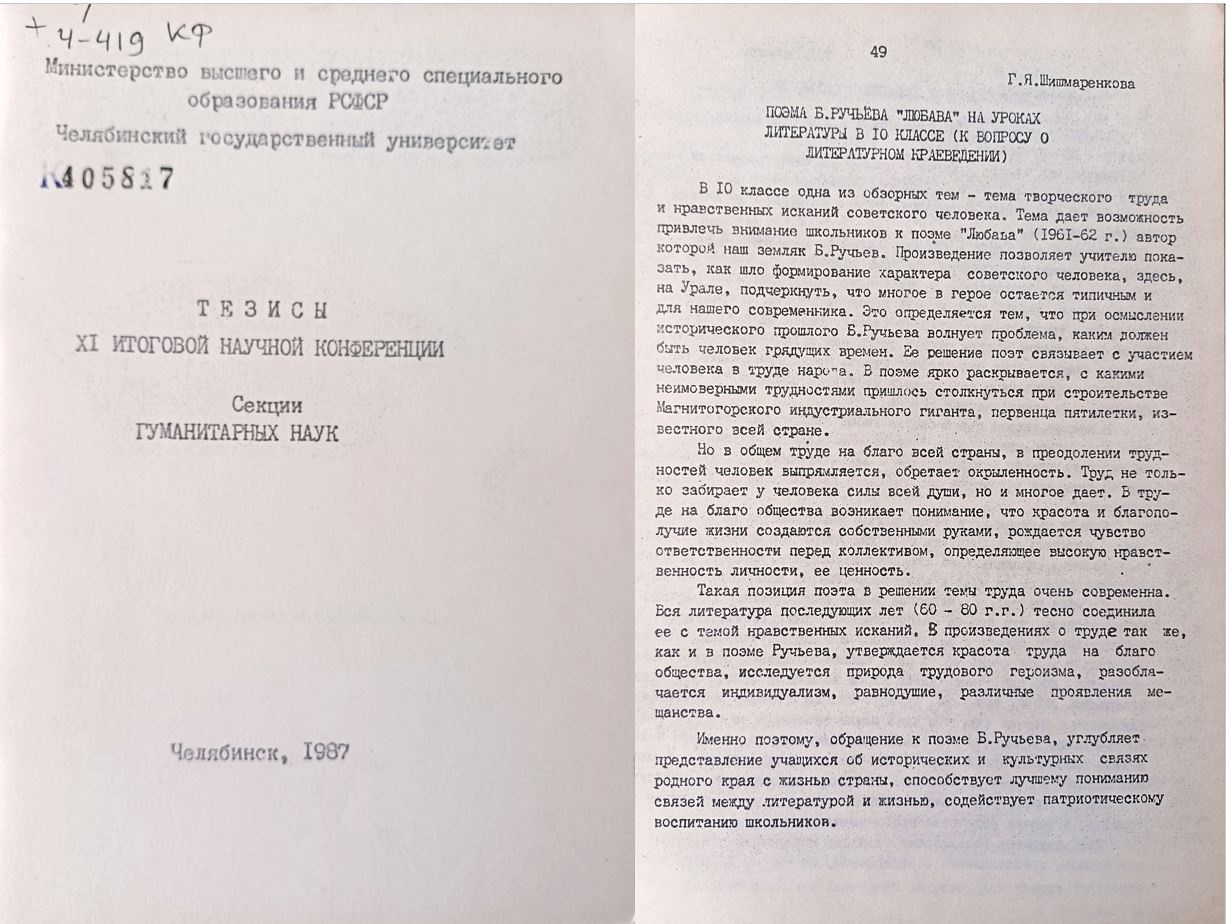 + Ч-419 КФ
Министерство высшего и среднего специального
образования РСФСР
Челябинский государственный университет
К405817
ТЕЗИСЫ
XI ИТОГОВОЙ НАУЧНОЙ КОНФЕРЕНЦИИ
Секции
ГУМАНИТАРНЫХ НАУК
Челябинск, 1987
49
Г.Я.Шишмаренкова
ПОЭМА Б.РУЧЬЁВА "ЛЮБАВА" НА УРОКАХ
ЛИТЕРАТУРЫ В 10 КЛАССЕ (К ВОПРОСУ О
ЛИТЕРАТУРНОМ КРАЕВЕДЕНИИ)
В 10 классе одна из обзорных тем - тема творческого труда
и нравственных исканий советского человека. Тема дает возможность
привлечь внимание школьников к поэме "Любава" (1961-62 г.) автор
которой наш земляк Б.Ручьев. Произведение позволяет учителю пока-
зать, как шло формирование характера советского человека, здесь,
на Урале, подчеркнуть, что многое в герое остается типичным и
для нашего современника. Это определяется тем, что при осмыслении
исторического прошлого Б.Ручьева волнует проблема, каким должен
быть человек грядущих времен. Ее решение поэт связывает с участием
человека в труде народа. В поэме ярко раскрывается, с какими
неимоверными трудностями пришлось столкнуться при строительстве
Магнитогорского индустриального гиганта, первенца пятилетки, из-
вестного всей стране.
Но в общем труде на благо всей страны, в преодолении труд-
ностей человек выпрямляется, обретает окрыленность. Труд не толь-
ко забирает у человека силы всей души, но и многое дает. В тру-
де на благо общества возникает понимание, что красота и благопо-
лучие жизни создаются собственными руками, рождается чувство
ответственности перед коллективом, определяющее высокую нравст-
венность личности, ее ценность.
Такая позиция поэта в решении темы труда очень современна.
Вся литература последующих лет (60 - 80 г.г.) тесно соединила
ее с темой нравственных исканий. В произведениях о труде так же,
как и в поэме Ручьева, утверждается красота труда на благо
общества, исследуется природа трудового героизма, разобла-
чается индивидуализм, равнодушие, различные проявления ме-
щанства.
Именно поэтому, обращение к поэме Б.Ручьева, углубляет
представление учащихся об исторических и культурных связях
родного края с жизнью страны, способствует лучшему пониманию
связей между литературой и жизнью, содействует патриотическому
воспитанию школьников.